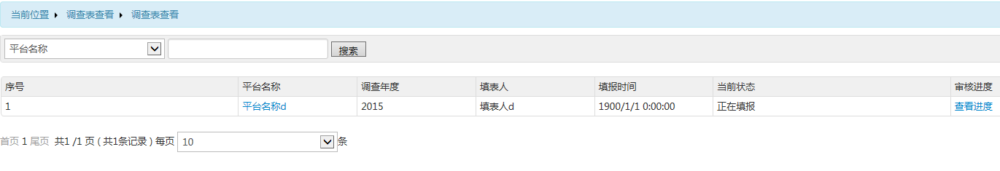 当前位置 调查表查看 调查表查看
平台名称 搜索
序号 平台名称 调查年度 填表人 填报时间 当前状态 审核进度
1 平台名称d 2015 填表人d 1900/1/1 0:00:00 正在填报 查看进度
首页 1 尾页 共1 /1 页 ( 共1条记录 ) 每页 10 条